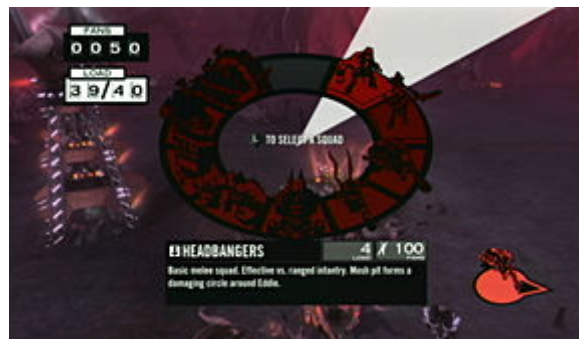 FANS
0050
LOAD
39/40
L TO SELECT A SQUAD
HEADBANGERS
4 100
LOAD FANS
Basic melee squad. Effective vs. ranged infantry. Mosh pit forms a
damaging circle around Eddie.